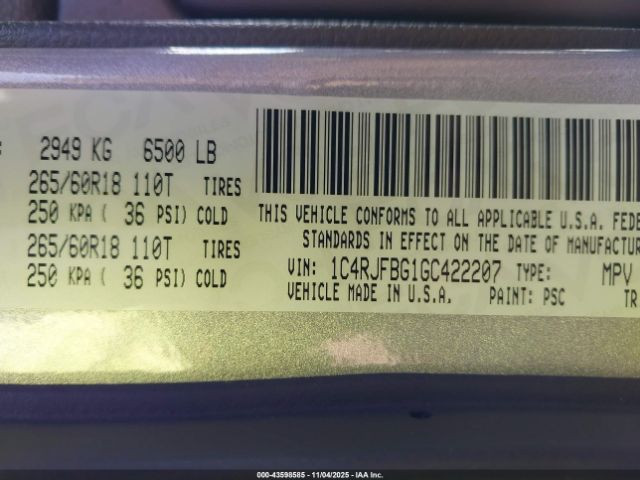 2949 KG 6500 LB
265/60R18 110T TIRES
250 KPA ( 36 PSI) COLD
265/60R18 110T TIRES
250 KPA ( 36 PSI) COLD
THIS VEHICLE CONFORMS TO ALL APPLICABLE U.S.A. FEDE
STANDARDS IN EFFECT ON THE DATE OF MANUFACTUR
VIN: 1C4RJFBG1GC422207 TYPE: MPV
VEHICLE MADE IN U.S.A. PAINT: PSC TR
000-43598585 - 11/04/2025 - IAA Inc.